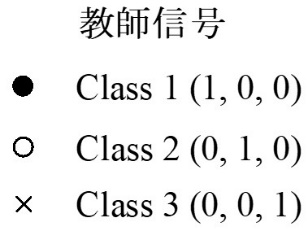 教師信号
Class 1 (1, 0, 0)
Class 2 (0, 1, 0)
Class 3 (0, 0, 1)